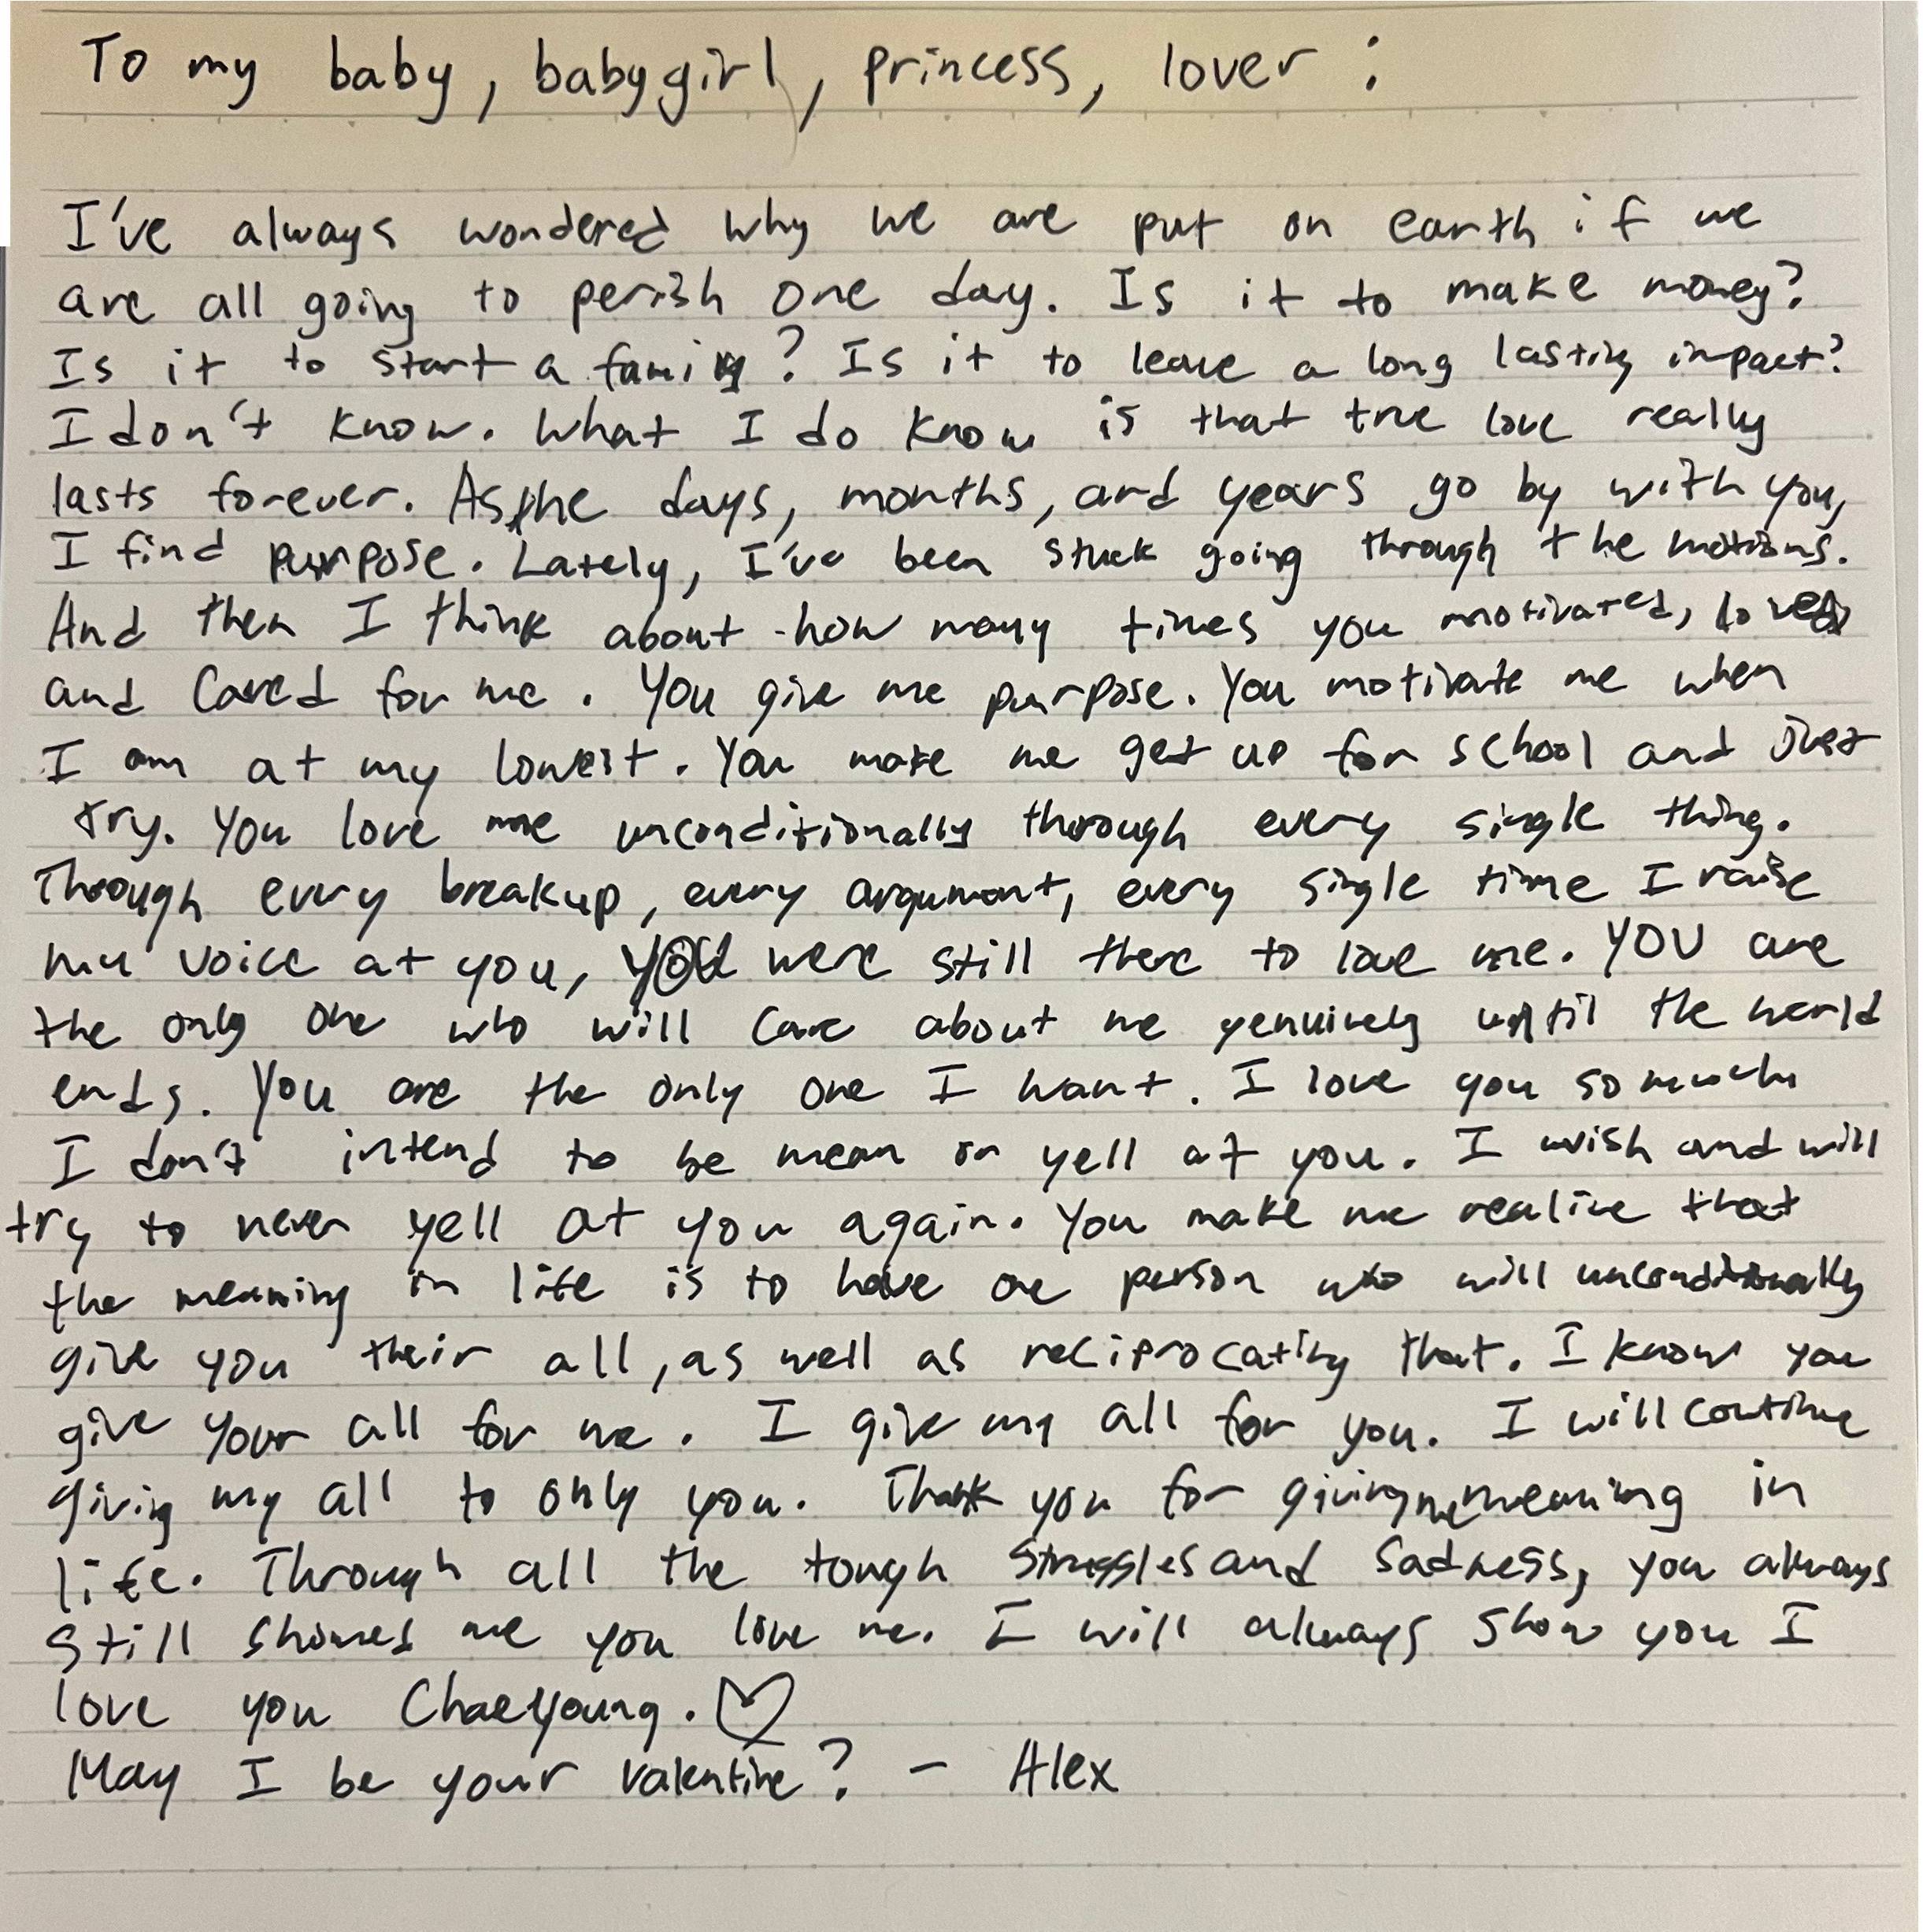 To my baby, babygirl, princess, lover :
I've always wondered why we are put on earth if we
are all going to perish one day. Is it to make money?
Is it to start a family? Is it to leave a long lasting impact?
I don't know. What I do know is that true love really
lasts forever. As the days, months, and years go by with you,
I find purpose. Lately, I've been stuck going through the motions.
And then I think about how many times you motivated, loved
and cared for me. You give me purpose. You motivate me when
I am at my lowest. You make me get up for school and just
try. You love me unconditionally through every single thing.
Through every breakup, every argument, every single time I raise
my voice at you, you were still there to love me. YOU are
the only one who will care about me genuinely until the world
ends. You are the only one I want. I love you so much
I don't intend to be mean or yell at you. I wish and will
try to never yell at you again. You make me realize that
the meaning in life is to have one person who will unconditionally
give you their all, as well as reciprocating that. I know you
give your all for me. I give my all for you. I will continue
giving my all to only you. Thank you for giving me meaning in
life. Through all the tough struggles and sadness, you always
still showed me you love me. I will always show you I
love you Chaeyoung. ♡
May I be your valentine? - Alex